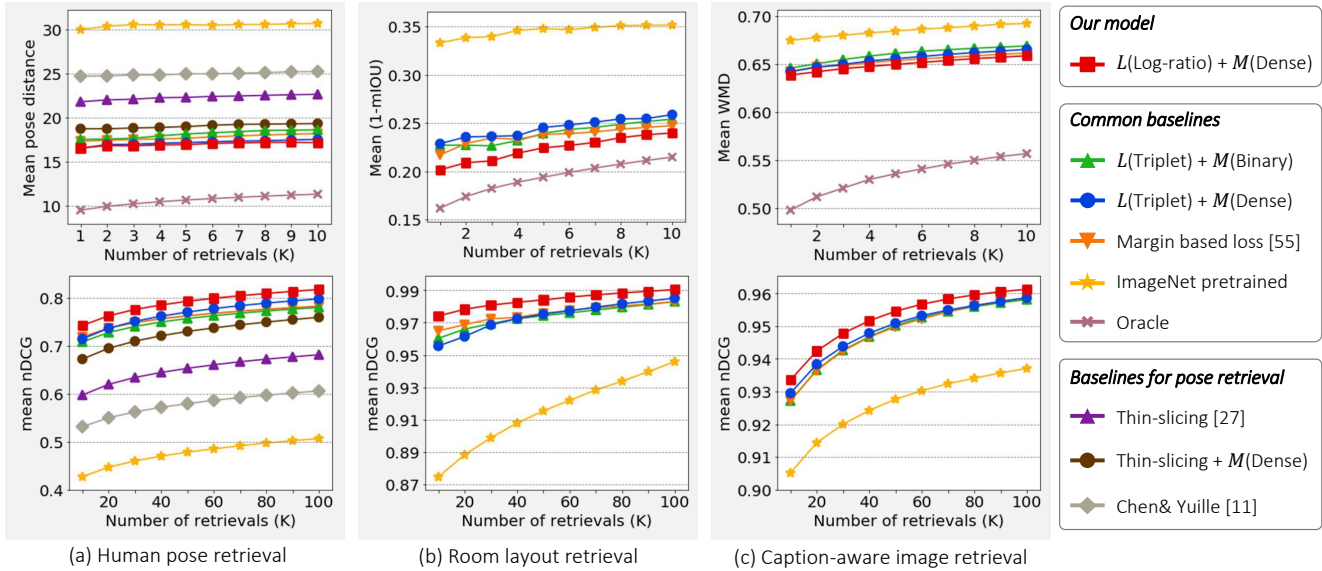 Mean pose distance
35
30
25
20
15
10
1 2 3 4 5 6 7 8 9 10
Number of retrievals (K)
Mean (1-mIOU)
0.35
0.30
0.25
0.20
0.15
2 4 6 8 10
Number of retrievals (K)
Mean WMD
0.70
0.65
0.60
0.55
0.50
2 4 6 8 10
Number of retrievals (K)
mean nDCG
0.8
0.7
0.6
0.5
0.4
20 40 60 80 100
Number of retrievals (K)
mean nDCG
0.99
0.97
0.95
0.93
0.91
0.89
0.87
20 40 60 80 100
Number of retrievals (K)
mean nDCG
0.96
0.95
0.94
0.93
0.92
0.91
0.90
20 40 60 80 100
Number of retrievals (K)
(a) Human pose retrieval
(b) Room layout retrieval
(c) Caption-aware image retrieval
Our model
L(Log-ratio) + M(Dense)
Common baselines
L(Triplet) + M(Binary)
L(Triplet) + M(Dense)
Margin based loss [55]
ImageNet pretrained
Oracle
Baselines for pose retrieval
Thin-slicing [27]
Thin-slicing + M(Dense)
Chen& Yuille [11]